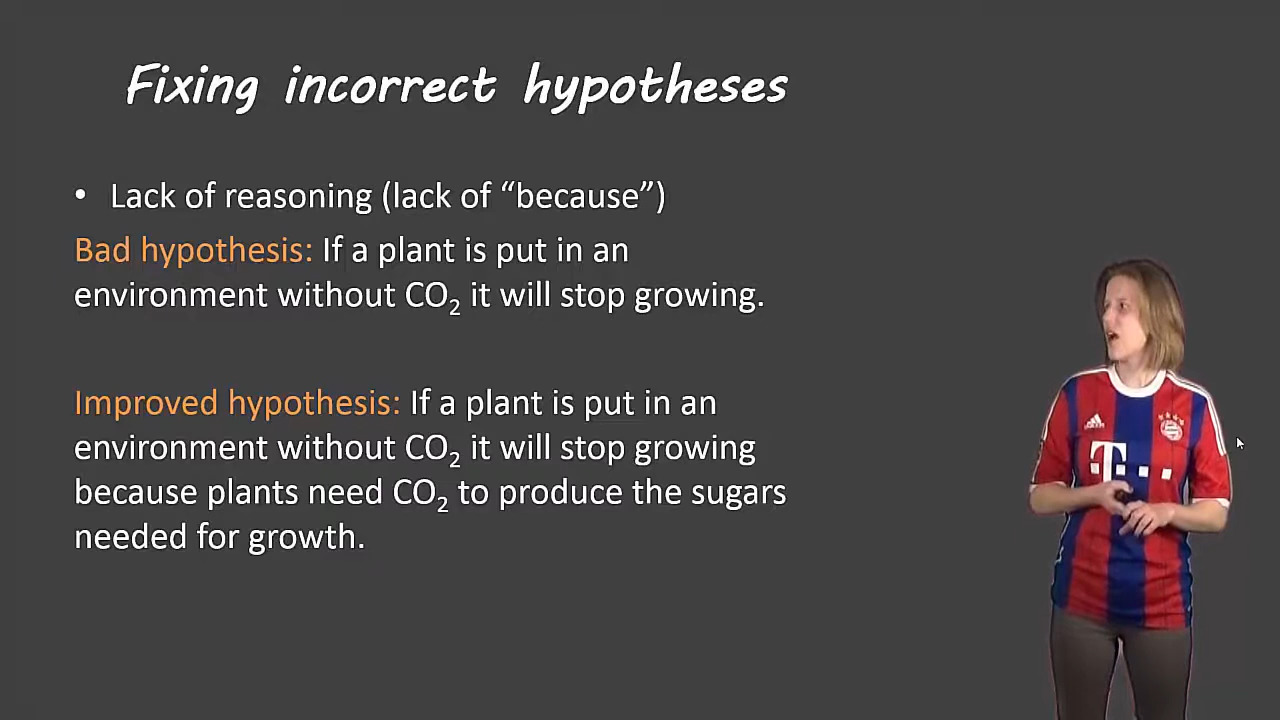 Fixing incorrect hypotheses
• Lack of reasoning (lack of “because”)
Bad hypothesis: If a plant is put in an
environment without CO₂ it will stop growing.
Improved hypothesis: If a plant is put in an
environment without CO₂ it will stop growing
because plants need CO₂ to produce the sugars
needed for growth.
T